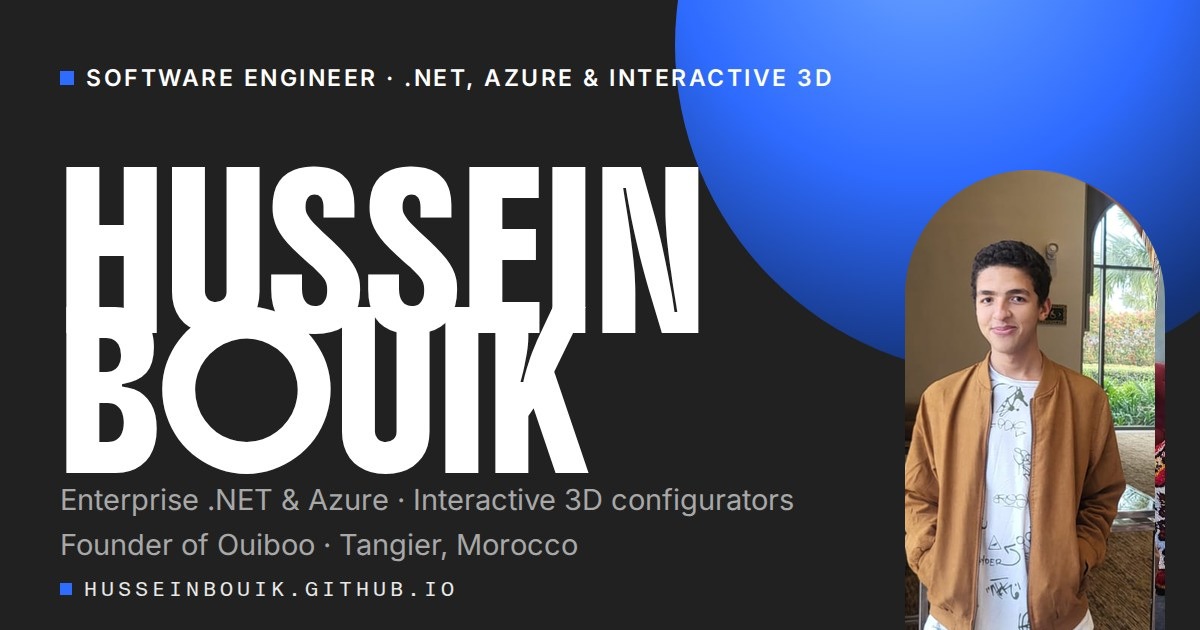 SOFTWARE ENGINEER · .NET, AZURE & INTERACTIVE 3D
HUSSEIN
BOUIK
Enterprise .NET & Azure · Interactive 3D configurators
Founder of Ouiboo · Tangier, Morocco
HUSSEINBOUIK.GITHUB.IO